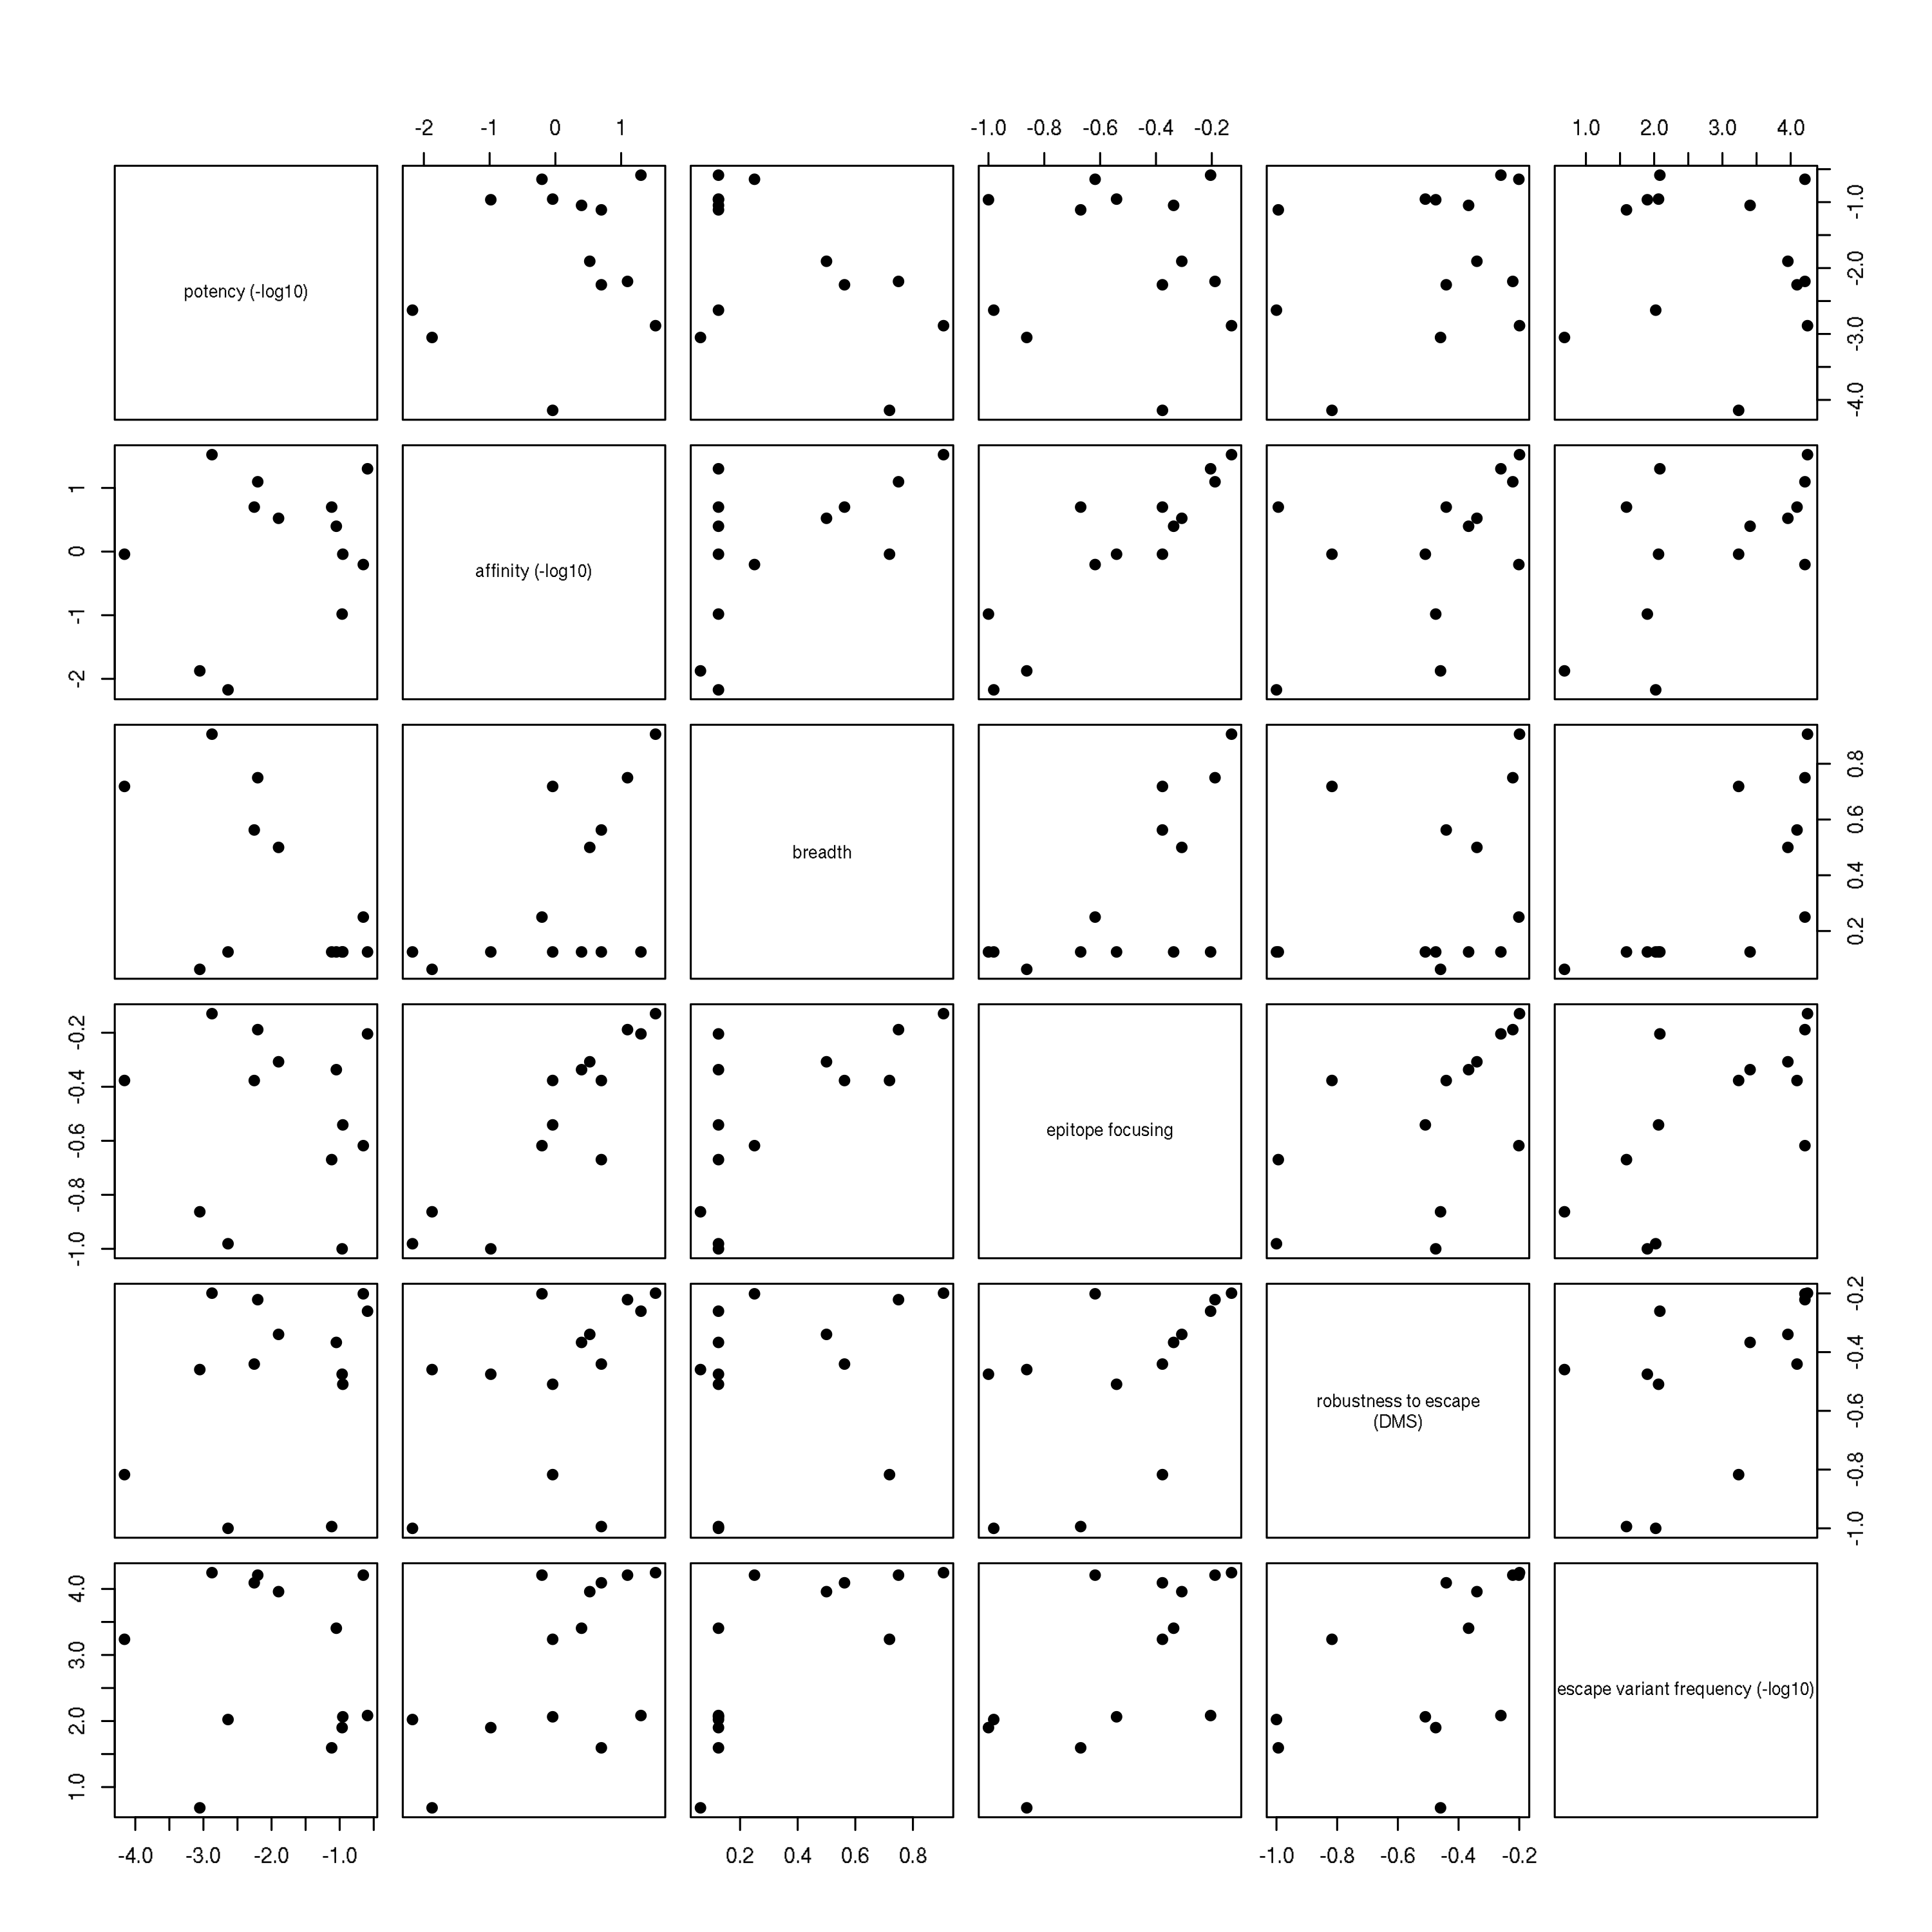 -2 -1 0 1
-1.0 -0.8 -0.6 -0.4 -0.2
1.0 2.0 3.0 4.0
potency (-log10)
-4.0 -3.0 -2.0 -1.0
-2 -1 0 1
affinity (-log10)
breadth
0.2 0.4 0.6 0.8
-1.0 -0.8 -0.6 -0.4 -0.2
epitope focusing
robustness to escape
(DMS)
-1.0 -0.8 -0.6 -0.4 -0.2
1.0 2.0 3.0 4.0
escape variant frequency (-log10)
-4.0 -3.0 -2.0 -1.0
0.2 0.4 0.6 0.8
-1.0 -0.8 -0.6 -0.4 -0.2